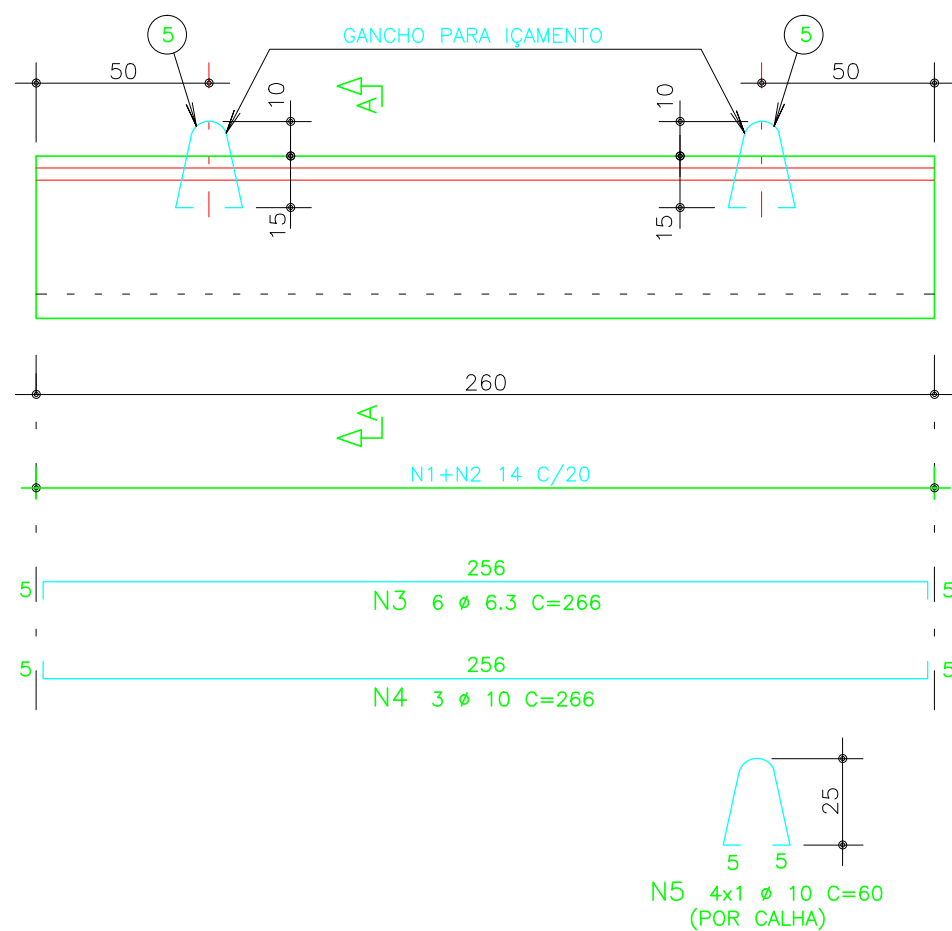 5
GANCHO PARA IÇAMENTO
5
50
50
10
A
10
15
15
260
A
N1+N2 14 C/20
256
5
5
N3 6 ø 6.3 C=266
256
5
5
N4 3 ø 10 C=266
25
5 5
N5 4x1 ø 10 C=60
(POR CALHA)